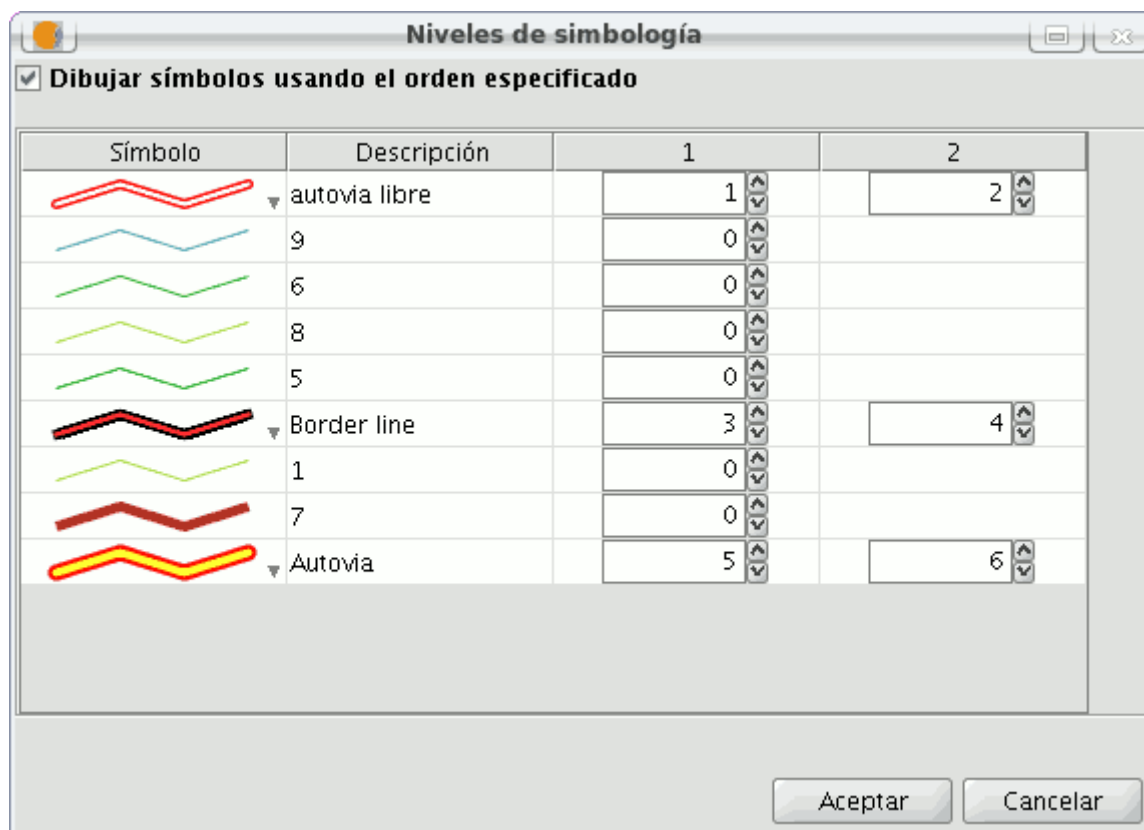 Niveles de simbología
Dibujar símbolos usando el orden especificado
Símbolo Descripción 1 2
autovia libre 1 2
9 0
6 0
8 0
5 0
Border line 3 4
1 0
7 0
Autovia 5 6
Aceptar Cancelar